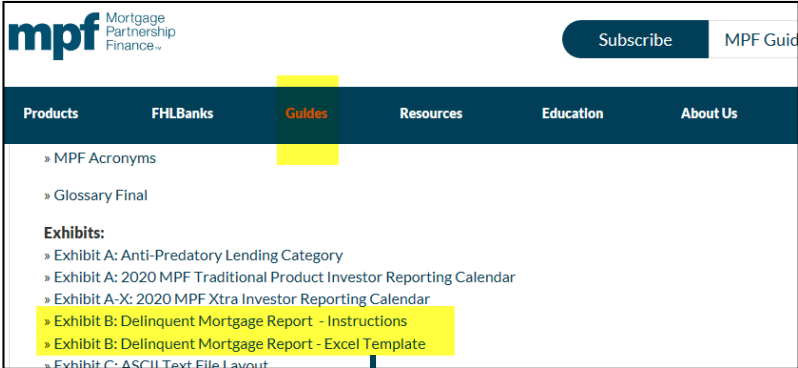 mpf Mortgage
Partnership
Finance™
Subscribe MPF Guid
Products FHLBanks Guides Resources Education About Us
» MPF Acronyms
» Glossary Final
Exhibits:
» Exhibit A: Anti-Predatory Lending Category
» Exhibit A: 2020 MPF Traditional Product Investor Reporting Calendar
» Exhibit A-X: 2020 MPF Xtra Investor Reporting Calendar
» Exhibit B: Delinquent Mortgage Report - Instructions
» Exhibit B: Delinquent Mortgage Report - Excel Template
» Exhibit C: ASCII Text File Layout